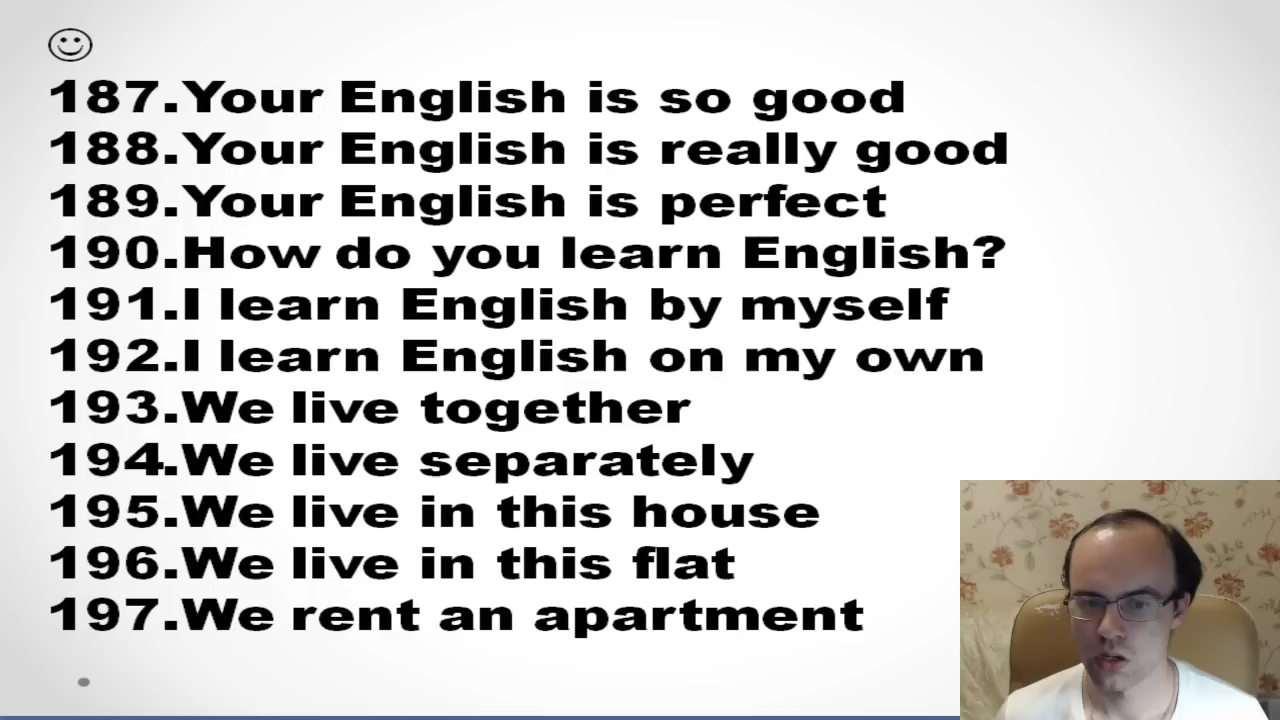 187.Your English is so good
188.Your English is really good
189.Your English is perfect
190.How do you learn English?
191.I learn English by myself
192.I learn English on my own
193.We live together
194.We live separately
195.We live in this house
196.We live in this flat
197.We rent an apartment